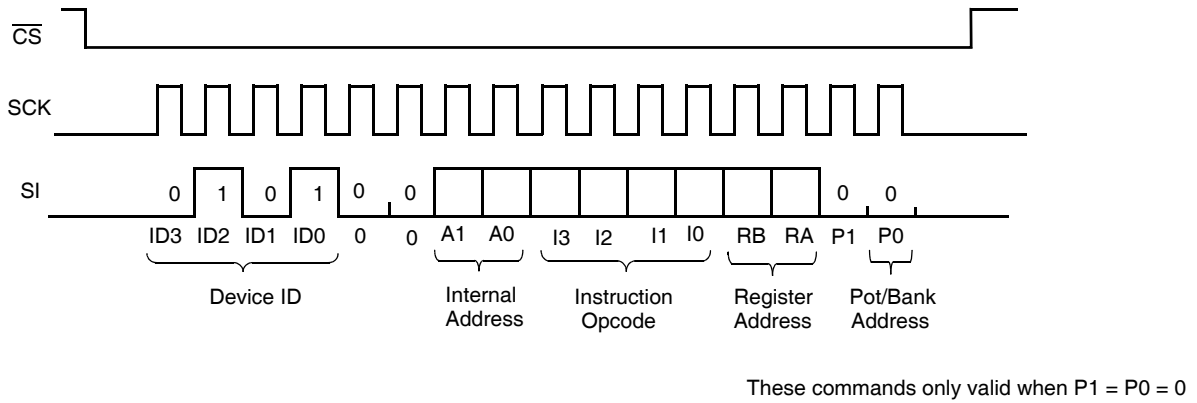 CS
SCK
SI
0 1 0 1 0 0 0 0
ID3 ID2 ID1 ID0 0 0 A1 A0 I3 I2 I1 I0 RB RA P1 P0
Device ID
Internal Address
Instruction Opcode
Register Address
Pot/Bank Address
These commands only valid when P1 = P0 = 0